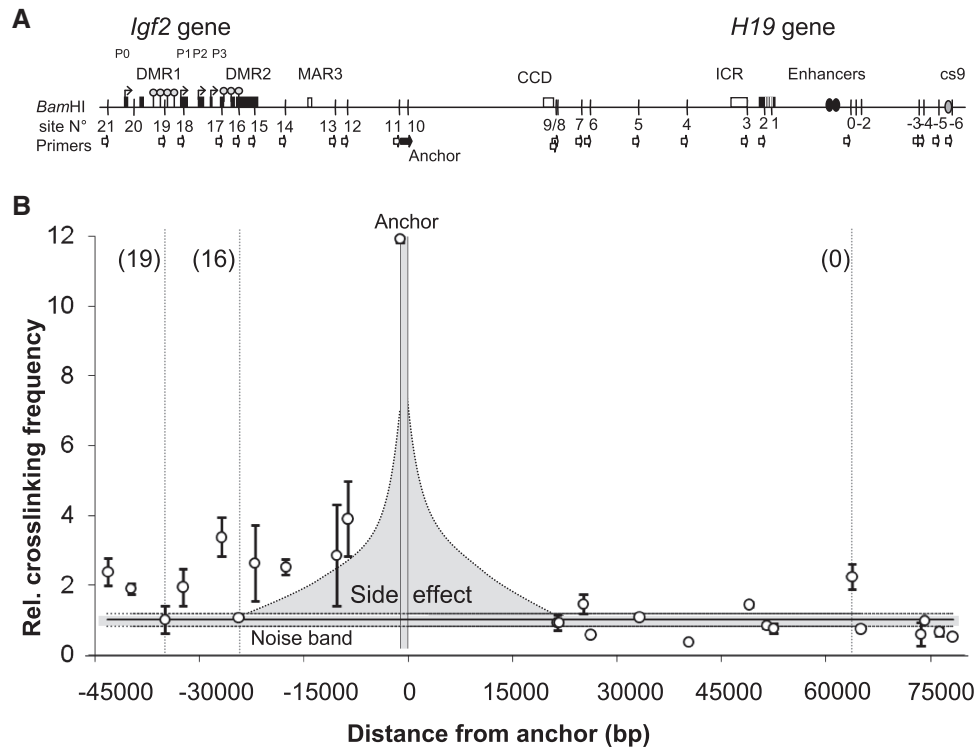 A
Igf2 gene
H19 gene
P0 P1 P2 P3
DMR1 DMR2 MAR3 CCD ICR Enhancers cs9
BamHI
site N° 21 20 19 18 17 16 15 14 13 12 11 10 9/8 7 6 5 4 3 2 1 0 -2 -3 -4 -5 -6
Primers
Anchor
B
Anchor
12
10
8
6
4
2
0
(19) (16) (0)
Side effect
Noise band
Rel. crosslinking frequency
-45000 -30000 -15000 0 15000 30000 45000 60000 75000
Distance from anchor (bp)